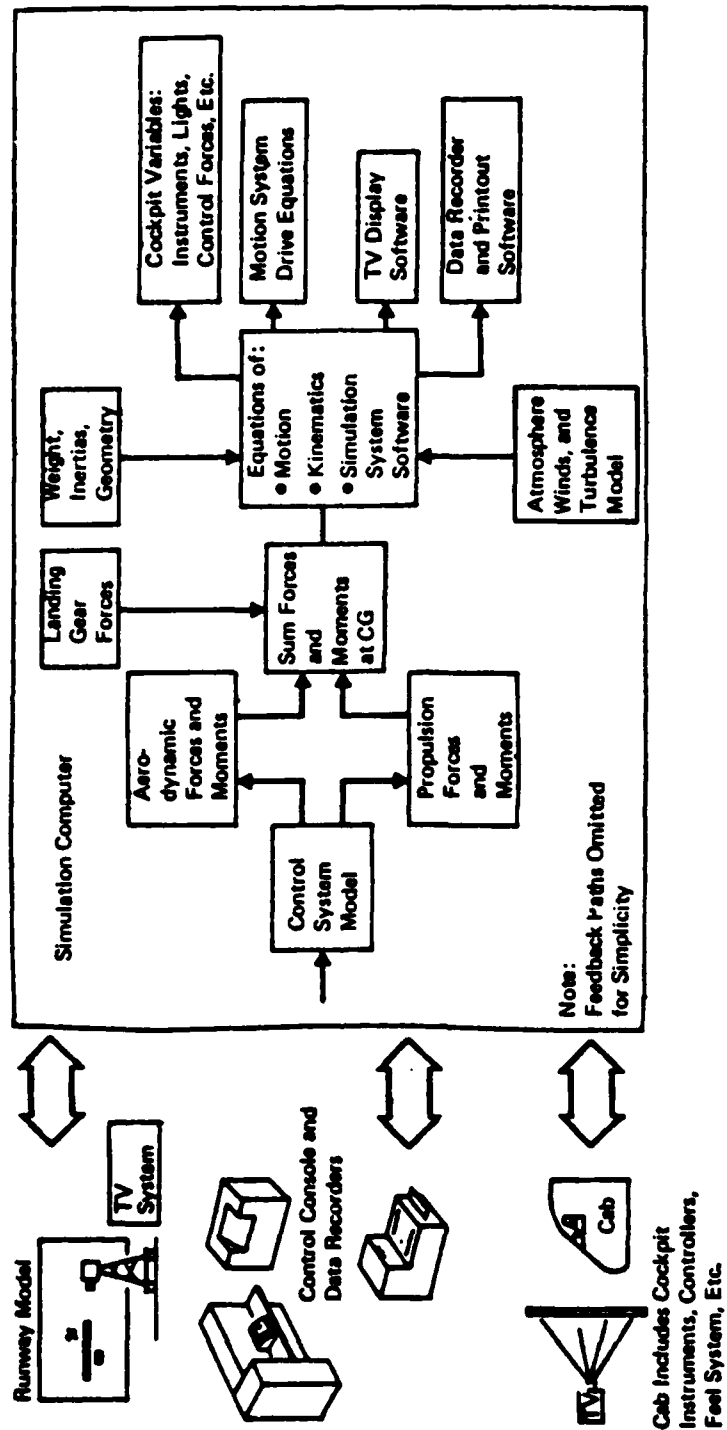 Runway Model
TV
System
Control Console and
Data Recorders
TV
Cab
Cab Includes Cockpit
Instruments, Controllers,
Feel System, Etc.
Simulation Computer
Control
System
Model
Aero-
dynamic
Forces and
Moments
Propulsion
Forces
and
Moments
Landing
Gear
Forces
Sum Forces
and
Moments
at CG
Weight,
Inertias,
Geometry
Equations of:
• Motion
• Kinematics
• Simulation
System
Software
Atmosphere
Winds, and
Turbulence
Model
Cockpit Variables:
Instruments, Lights,
Control Forces, Etc.
Motion System
Drive Equations
TV Display
Software
Data Recorder
and Printout
Software
Note:
Feedback Paths Omitted
for Simplicity